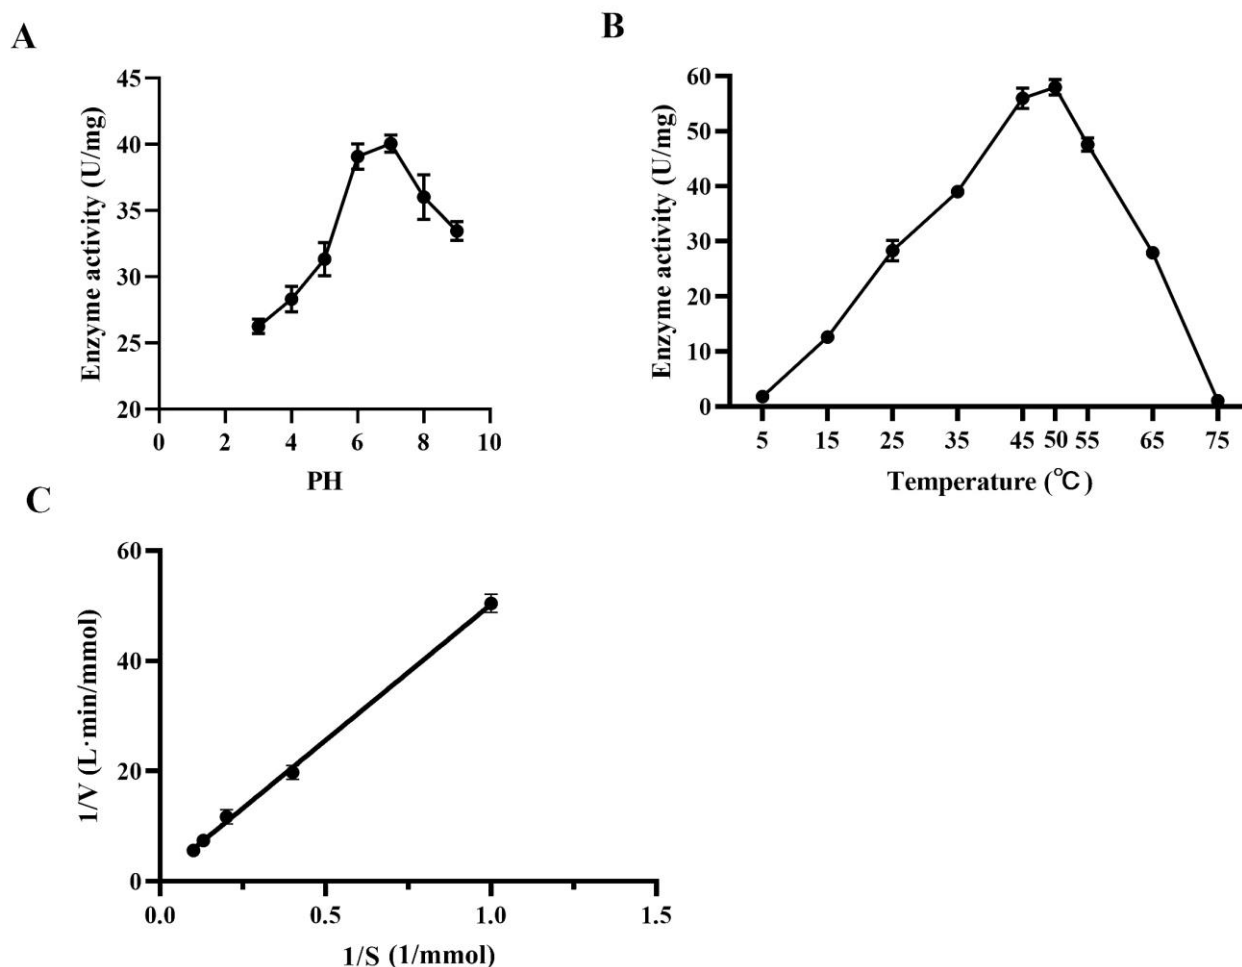 A
Enzyme activity (U/mg)
45
40
35
30
25
20
0 2 4 6 8 10
PH
B
Enzyme activity (U/mg)
60
50
40
30
20
10
0
5 15 25 35 45 50 55 65 75
Temperature (℃)
C
1/V (L·min/mmol)
60
40
20
0
0.0 0.5 1.0 1.5
1/S (1/mmol)